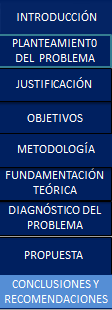 INTRODUCCIÓN
PLANTEAMIENT0
DEL PROBLEMA
JUSTIFICACIÓN
OBJETIVOS
METODOLOGÍA
FUNDAMENTACIÓN
TEÓRICA
DIAGNÓSTICO DEL
PROBLEMA
PROPUESTA
CONCLUSIONES Y
RECOMENDACIONES